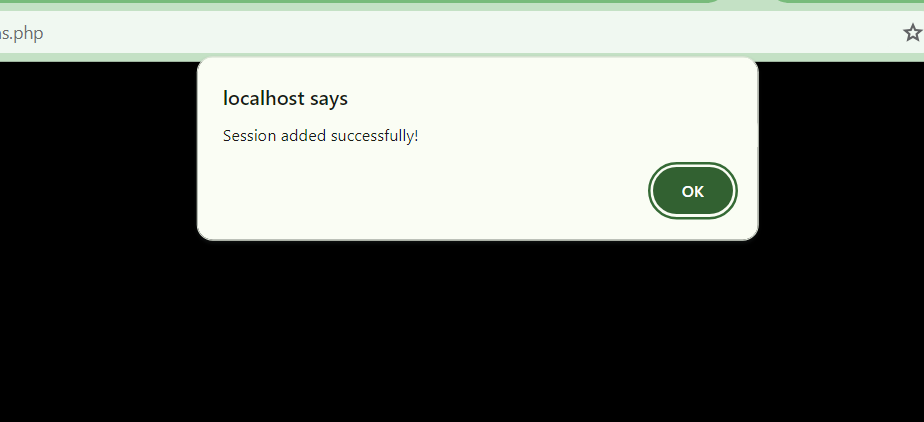 s.php
localhost says
Session added successfully!
OK